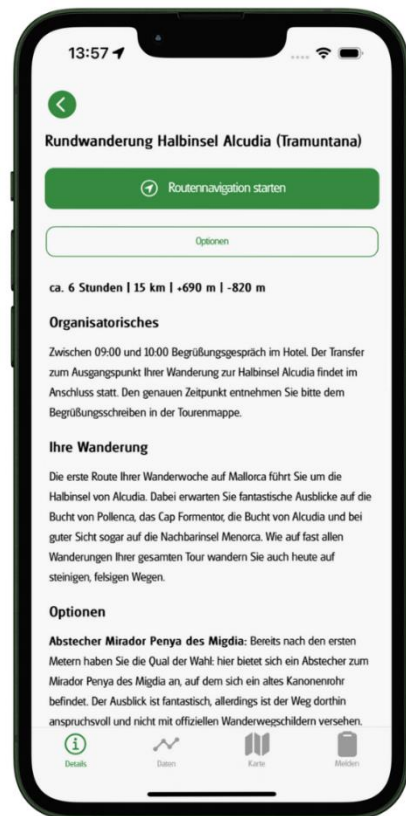 13:57
Rundwanderung Halbinsel Alcudia (Tramuntana)
Routennavigation starten
Optionen
ca. 6 Stunden | 15 km | +690 m | -820 m
Organisatorisches
Zwischen 09:00 und 10:00 Begrüßungsgespräch im Hotel. Der Transfer
zum Ausgangspunkt Ihrer Wanderung zur Halbinsel Alcudia findet im
Anschluss statt. Den genauen Zeitpunkt entnehmen Sie bitte dem
Begrüßungsschreiben in der Tourenmappe.
Ihre Wanderung
Die erste Route Ihrer Wanderwoche auf Mallorca führt Sie um die
Halbinsel von Alcudia. Dabei erwarten Sie fantastische Ausblicke auf die
Bucht von Pollenca, das Cap Formentor, die Bucht von Alcudia und bei
guter Sicht sogar auf die Nachbarinsel Menorca. Wie auf fast allen
Wanderungen Ihrer gesamten Tour wandern Sie auch heute auf
steinigen, felsigen Wegen.
Optionen
Abstecher Mirador Penya des Migdia: Bereits nach den ersten
Metern haben Sie die Qual der Wahl: hier bietet sich ein Abstecher zum
Mirador Penya des Migdia an, auf dem sich ein altes Kanonenrohr
befindet. Der Ausblick ist fantastisch, allerdings ist der Weg dorthin
anspruchsvoll und nicht mit offiziellen Wanderwegschildern versehen.
Details
Daten
Karte
Melden